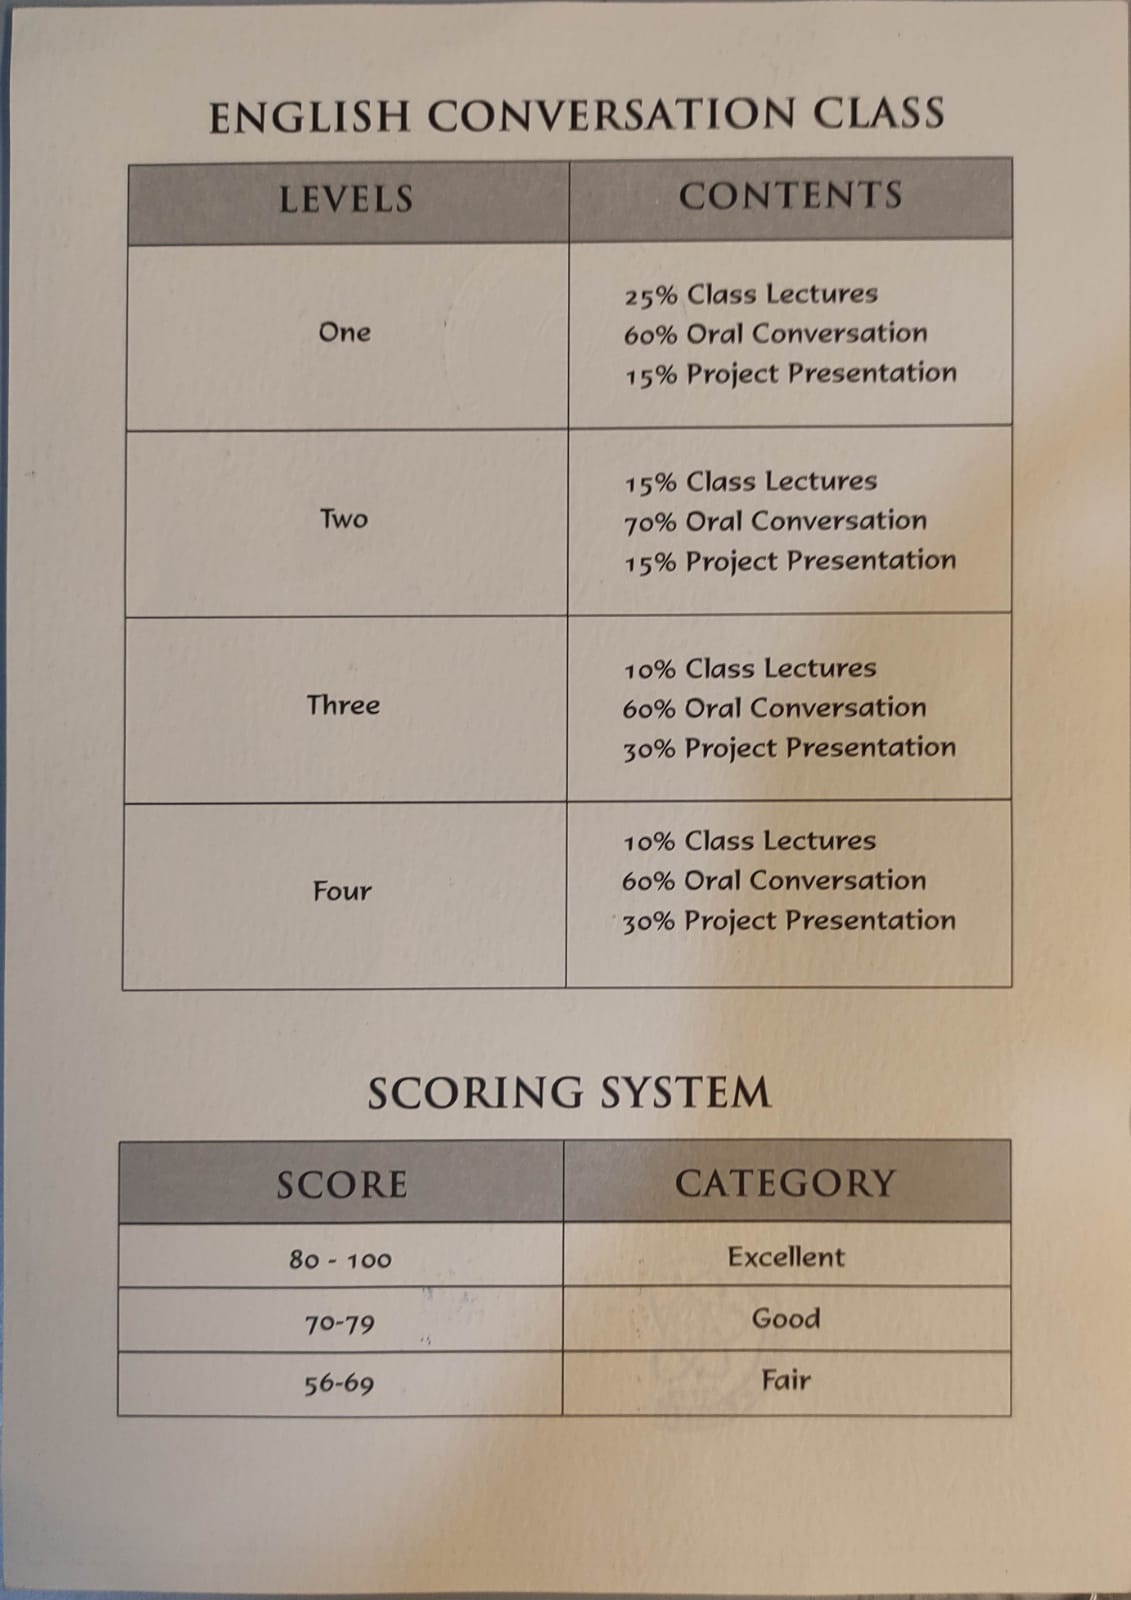 ENGLISH CONVERSATION CLASS
LEVELS CONTENTS
One
25% Class Lectures
60% Oral Conversation
15% Project Presentation
Two
15% Class Lectures
70% Oral Conversation
15% Project Presentation
Three
10% Class Lectures
60% Oral Conversation
30% Project Presentation
Four
10% Class Lectures
60% Oral Conversation
30% Project Presentation
SCORING SYSTEM
SCORE CATEGORY
80 - 100 Excellent
70-79 Good
56-69 Fair